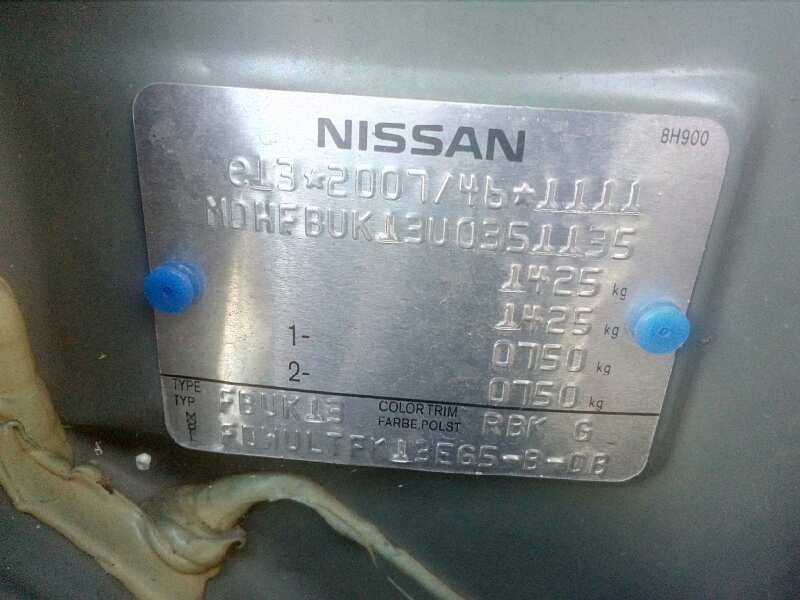 NISSAN 8H900
e13*2007/46*1111
MDHFBUK13U0351135
1425 kg
1425 kg
1- 0750 kg
2- 0750 kg
TYPE
TYP FBUK13 COLOR,TRIM
FARBE,POLST RBK G